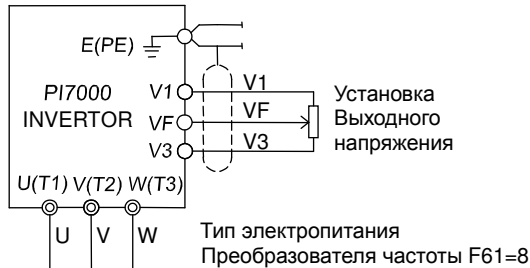 E(PE)
PI7000
INVERTOR
V1
V1
VF
VF
V3
V3
Установка
Выходного
напряжения
U(T1) V(T2) W(T3)
U V W
Тип электропитания
Преобразователя частоты F61=8